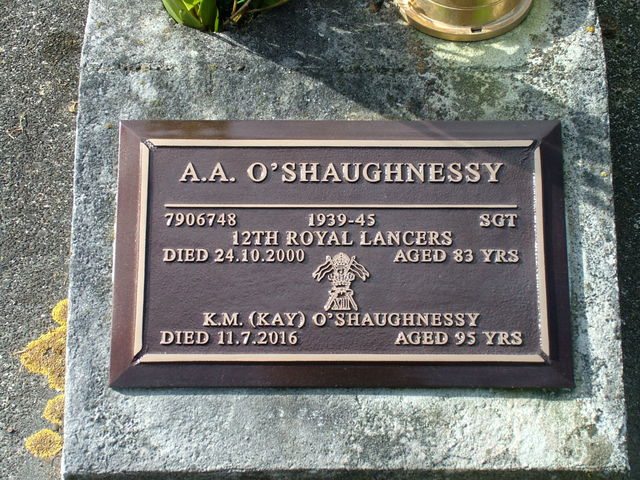 A.A. O'SHAUGHNESSY
7906748 1939-45 SGT
12TH ROYAL LANCERS
DIED 24.10.2000 AGED 83 YRS
XII
K.M. (KAY) O'SHAUGHNESSY
DIED 11.7.2016 AGED 95 YRS